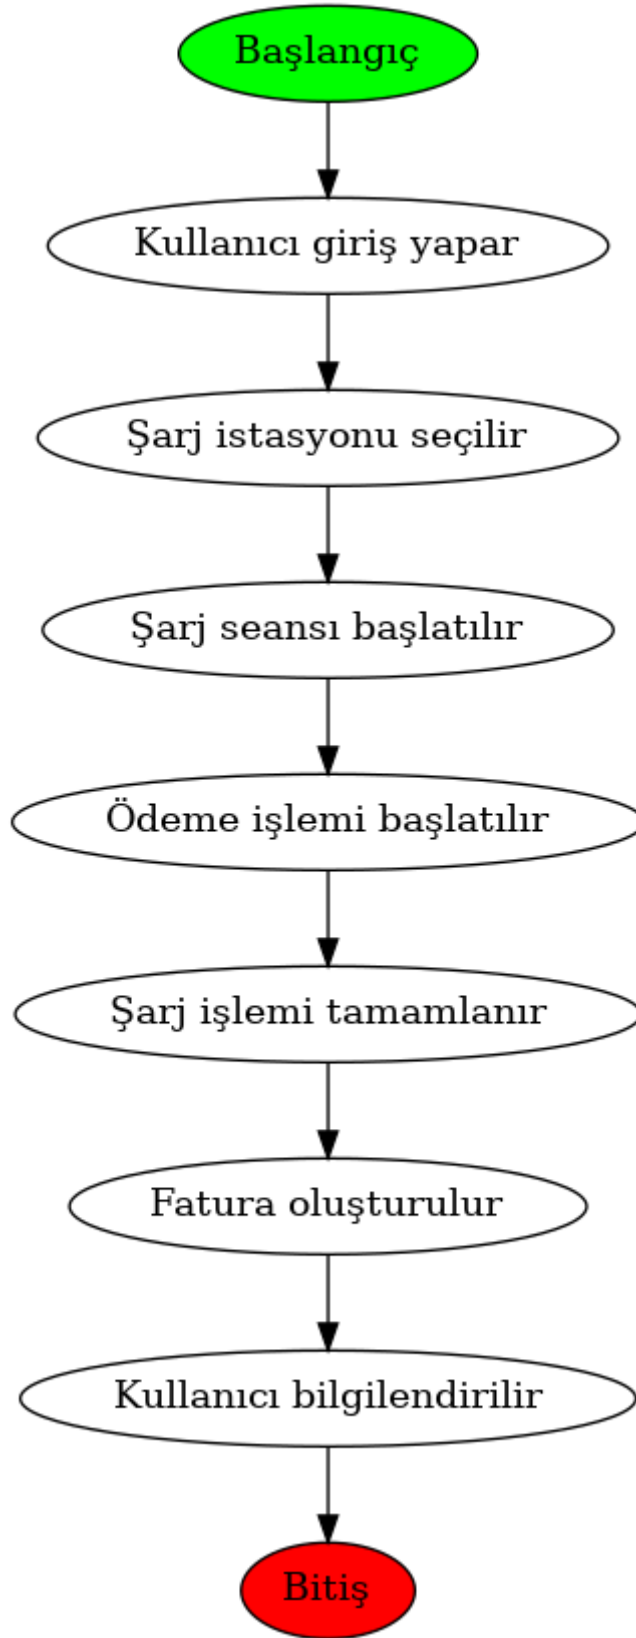 Başlangıç
Kullanıcı giriş yapar
Şarj istasyonu seçilir
Şarj seansı başlatılır
Ödeme işlemi başlatılır
Şarj işlemi tamamlanır
Fatura oluşturulur
Kullanıcı bilgilendirilir
Bitiş